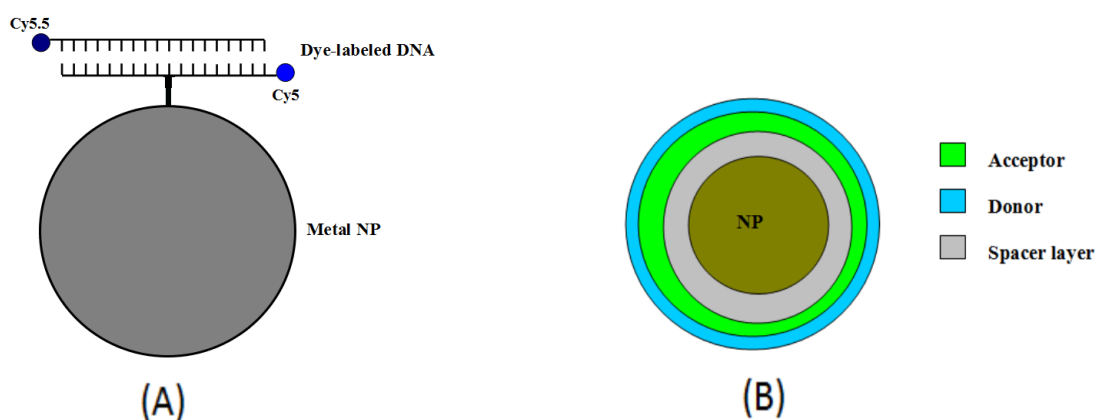 Cy5.5
Dye-labeled DNA
Cy5
Metal NP
(A)
NP
Acceptor
Donor
Spacer layer
(B)